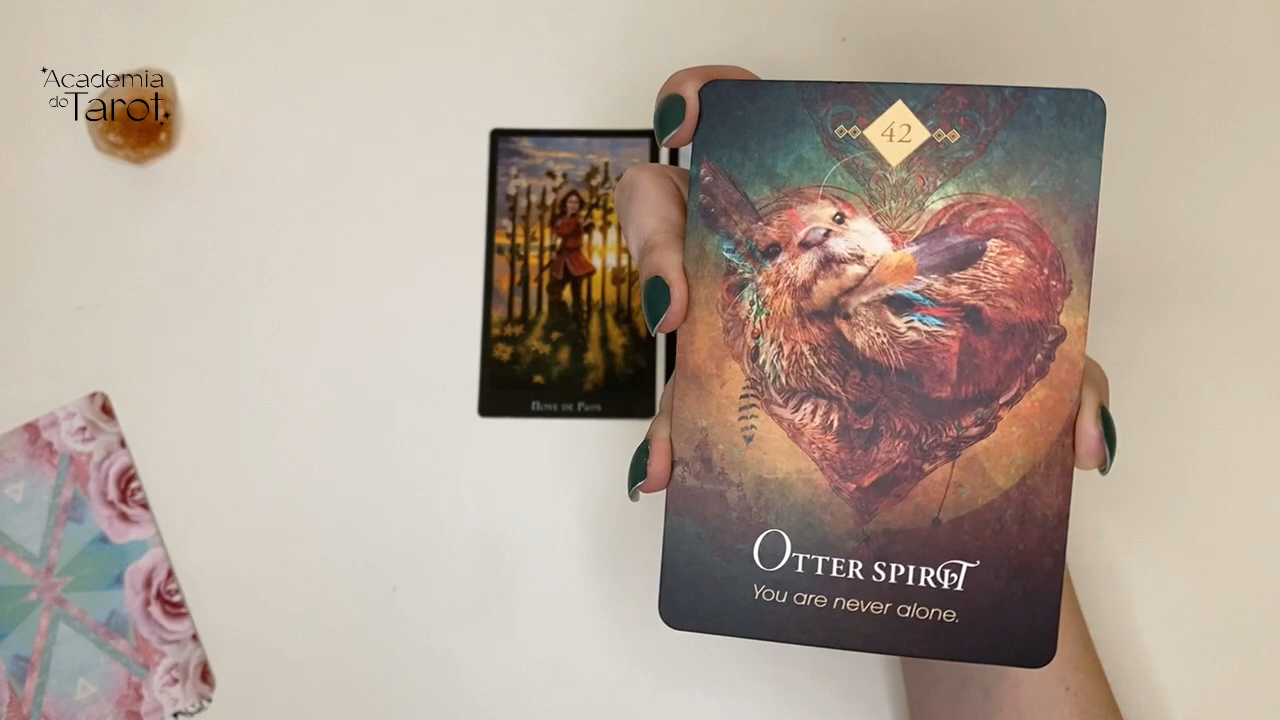 Academia
do Tarot
42
OTTER SPIRIT
You are never alone.
NOVE DE PAUS